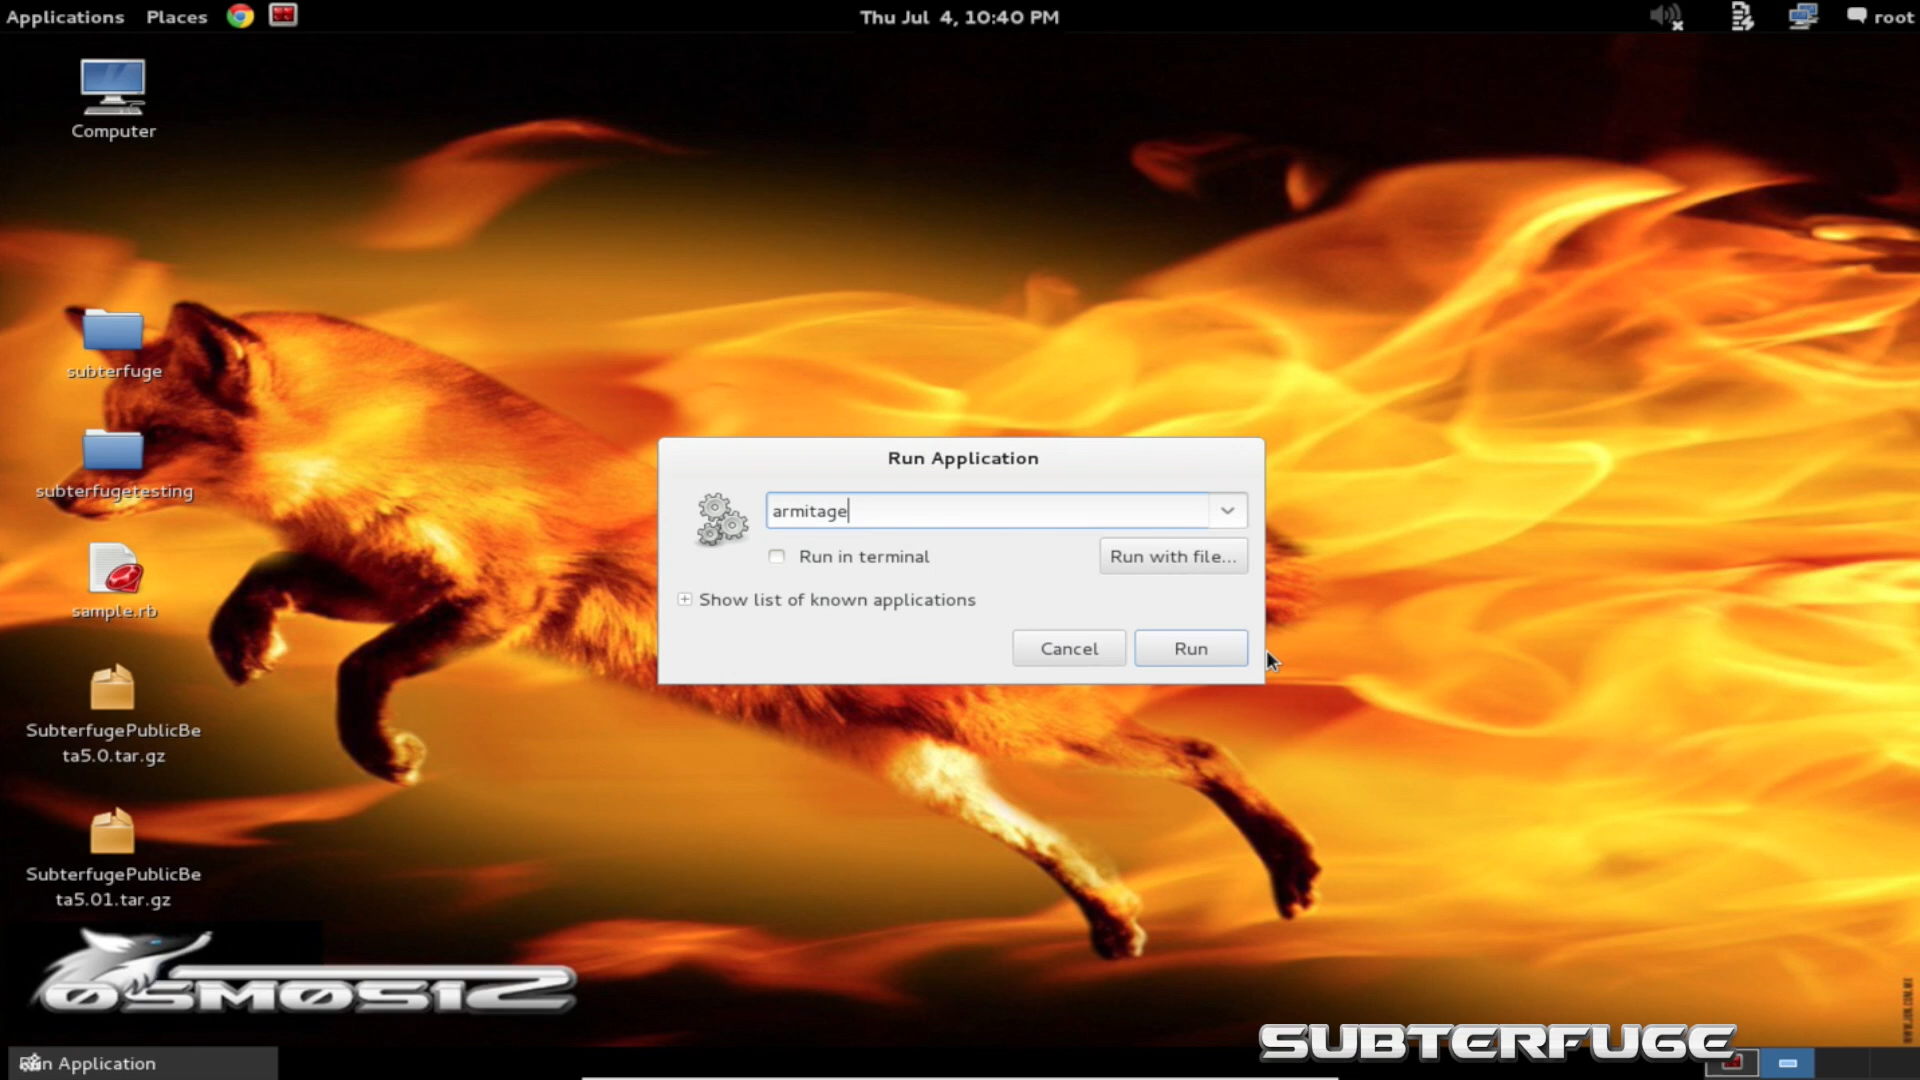 Applications Places Thu Jul 4, 10:40 PM root
Computer
subterfuge
subterfugetesting
sample.rb
SubterfugePublicBe
ta5.0.tar.gz
SubterfugePublicBe
ta5.01.tar.gz
Run Application
armitage
Run in terminal Run with file...
Show list of known applications
Cancel Run
0SM0S1Z
SUBTERFUGE
Application